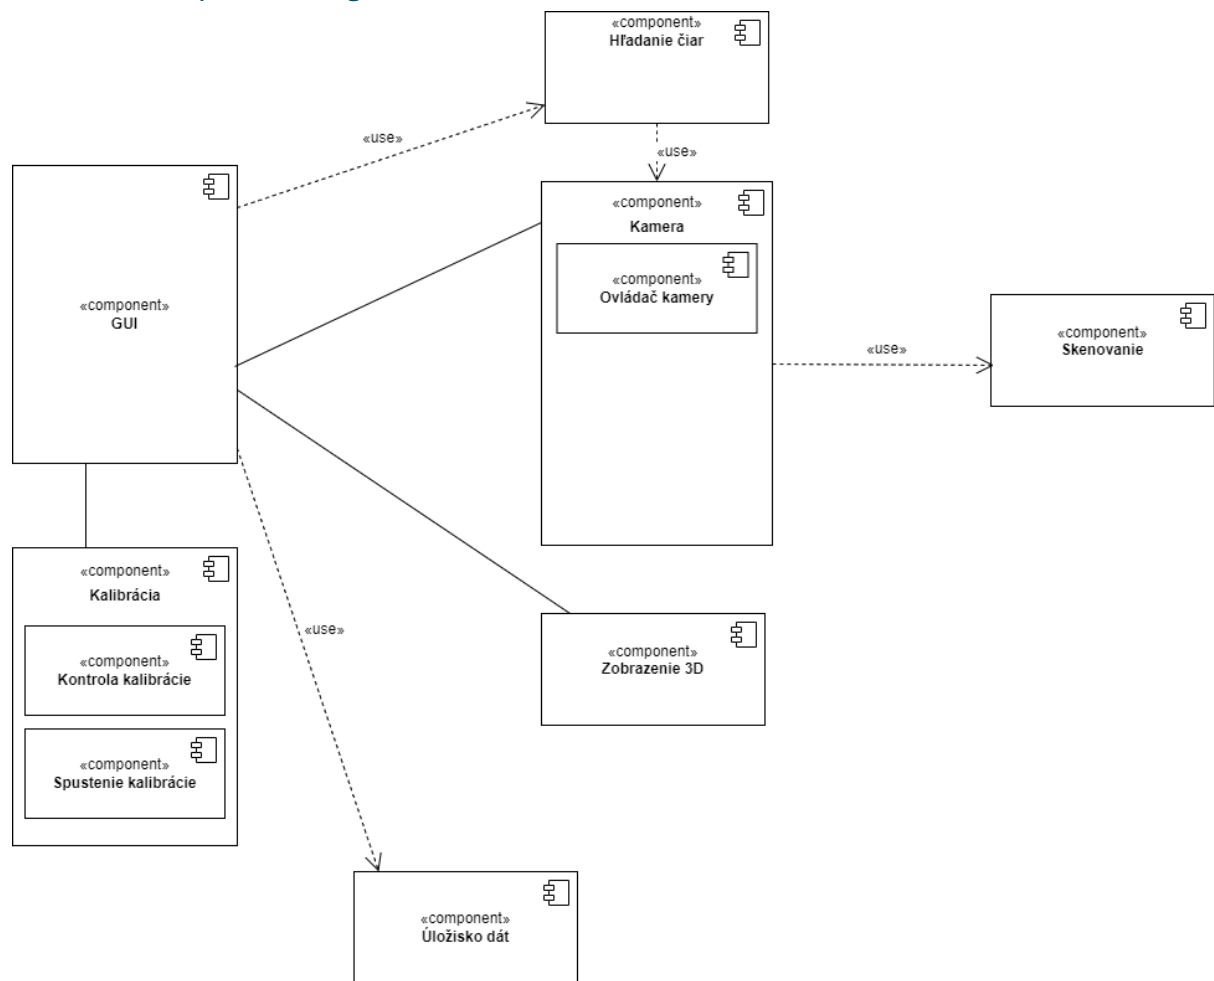 «component»
Hľadanie čiar
«use»
«use»
«component»
GUI
«component»
Kamera
«component»
Ovládač kamery
«use»
«component»
Skenovanie
«component»
Kalibrácia
«component»
Kontrola kalibrácie
«component»
Spustenie kalibrácie
«use»
«component»
Zobrazenie 3D
«component»
Úložisko dát